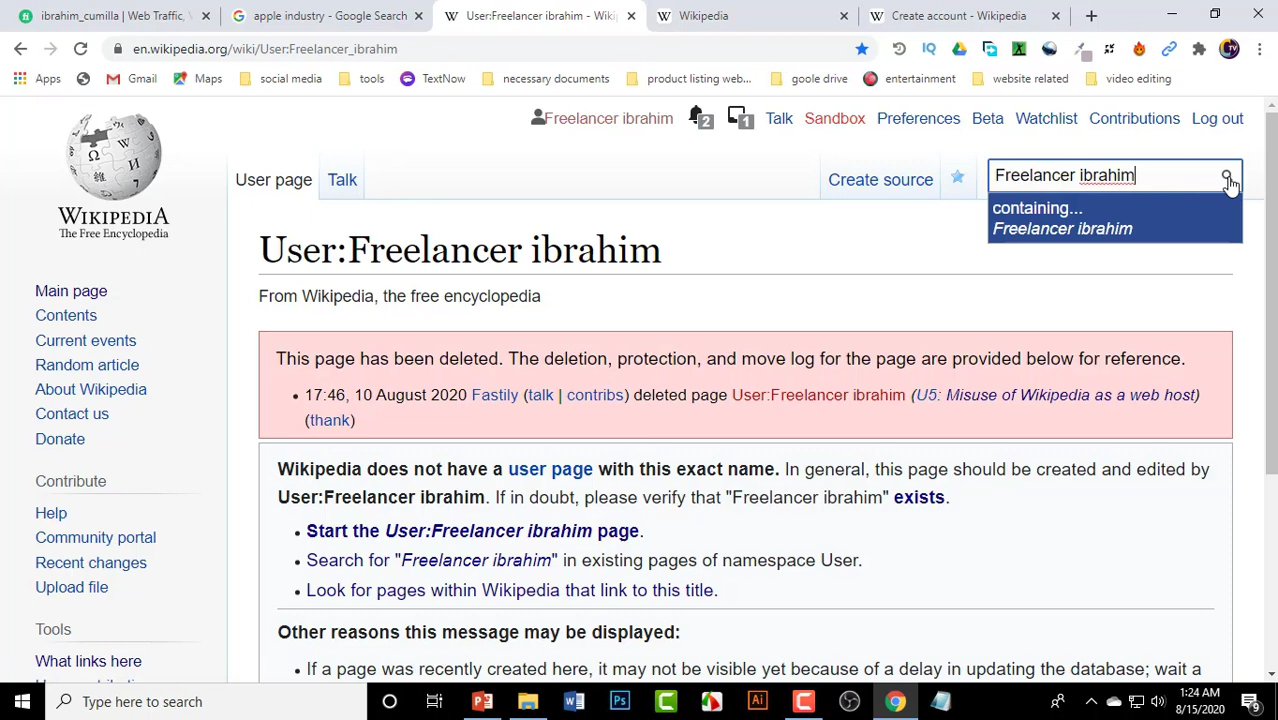 ibrahim_cumilla | Web Traffic,
apple industry - Google Search
User:Freelancer ibrahim - Wiki
Wikipedia
Create account - Wikipedia
en.wikipedia.org/wiki/User:Freelancer_ibrahim
Apps
Gmail
Maps
social media
tools
TextNow
necessary documents
product listing web...
goole drive
entertainment
website related
video editing
Freelancer ibrahim 2 1 Talk Sandbox Preferences Beta Watchlist Contributions Log out
User page Talk Create source Freelancer ibrahim
containing...
Freelancer ibrahim
WIKIPEDIA
The Free Encyclopedia
Main page
Contents
Current events
Random article
About Wikipedia
Contact us
Donate
Contribute
Help
Community portal
Recent changes
Upload file
Tools
What links here
User:Freelancer ibrahim
From Wikipedia, the free encyclopedia
This page has been deleted. The deletion, protection, and move log for the page are provided below for reference.
• 17:46, 10 August 2020 Fastily (talk | contribs) deleted page User:Freelancer ibrahim (U5: Misuse of Wikipedia as a web host)
(thank)
Wikipedia does not have a user page with this exact name. In general, this page should be created and edited by
User:Freelancer ibrahim. If in doubt, please verify that "Freelancer ibrahim" exists.
• Start the User:Freelancer ibrahim page.
• Search for "Freelancer ibrahim" in existing pages of namespace User.
• Look for pages within Wikipedia that link to this title.
Other reasons this message may be displayed:
• If a page was recently created here, it may not be visible yet because of a delay in updating the database; wait a
Type here to search
1:24 AM
8/15/2020
9